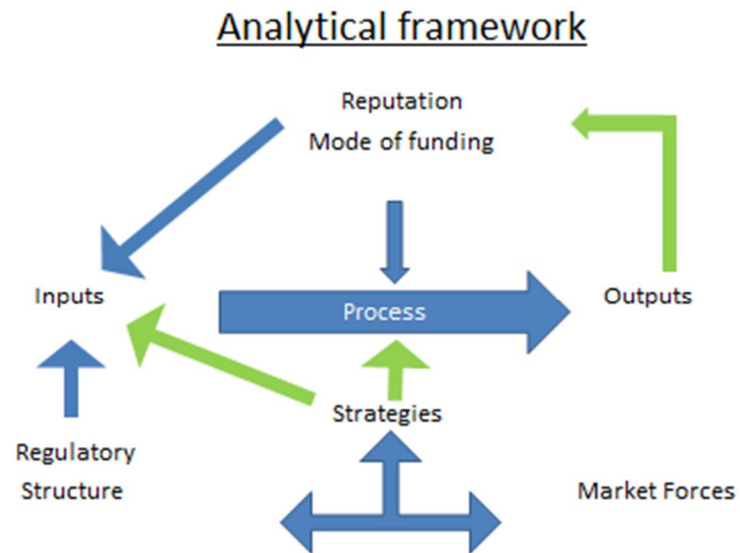 Analytical framework
Reputation
Mode of funding
Inputs
Process
Outputs
Strategies
Regulatory
Structure
Market Forces